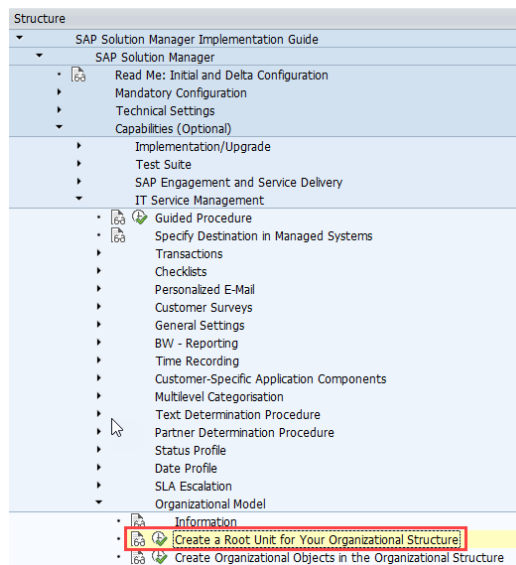 Structure
SAP Solution Manager Implementation Guide
SAP Solution Manager
Read Me: Initial and Delta Configuration
Mandatory Configuration
Technical Settings
Capabilities (Optional)
Implementation/Upgrade
Test Suite
SAP Engagement and Service Delivery
IT Service Management
Guided Procedure
Specify Destination in Managed Systems
Transactions
Checklists
Personalized E-Mail
Customer Surveys
General Settings
BW - Reporting
Time Recording
Customer-Specific Application Components
Multilevel Categorisation
Text Determination Procedure
Partner Determination Procedure
Status Profile
Date Profile
SLA Escalation
Organizational Model
Information
Create a Root Unit for Your Organizational Structure
Create Organizational Objects in the Organizational Structure